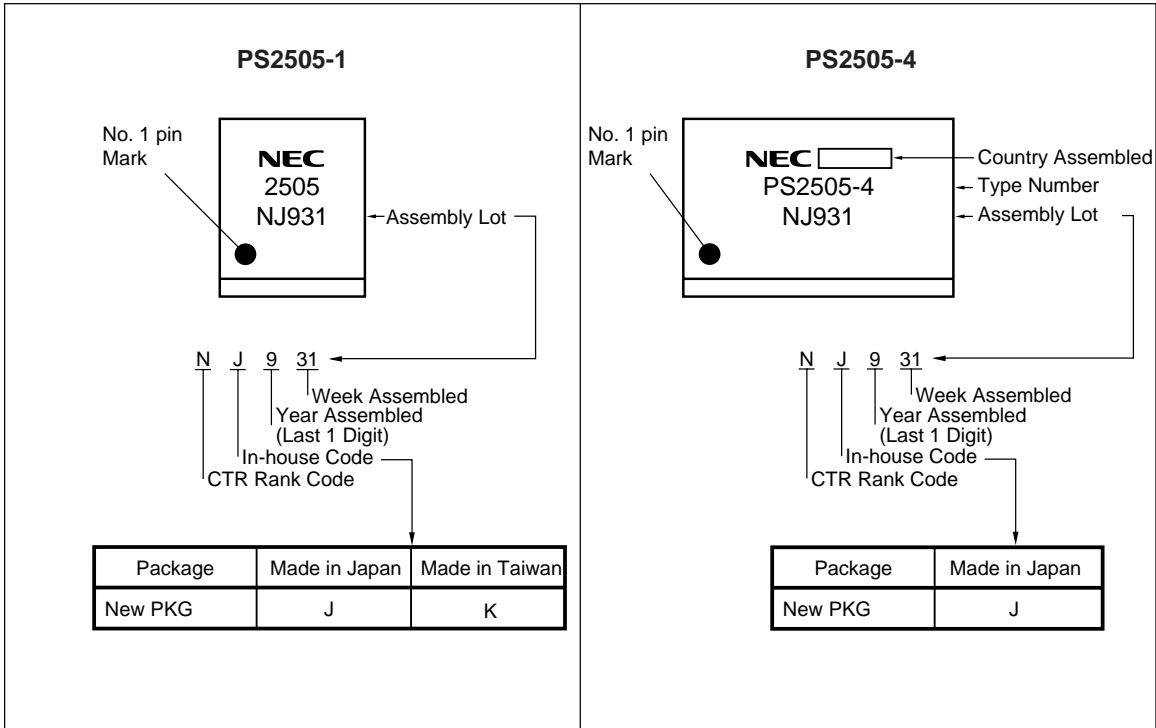 PS2505-1
No. 1 pin
Mark
NEC
2505
NJ931
Assembly Lot
N J 9 31
Week Assembled
Year Assembled
(Last 1 Digit)
In-house Code
CTR Rank Code
Package Made in Japan Made in Taiwan
New PKG J K
PS2505-4
No. 1 pin
Mark
NEC
PS2505-4
NJ931
Country Assembled
Type Number
Assembly Lot
N J 9 31
Week Assembled
Year Assembled
(Last 1 Digit)
In-house Code
CTR Rank Code
Package Made in Japan
New PKG J